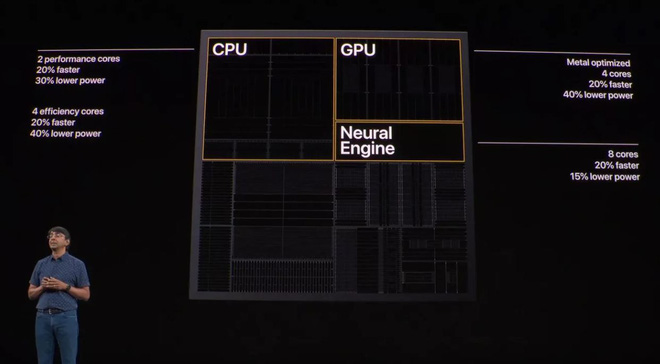 CPU
GPU
Neural
Engine
2 performance cores
20% faster
30% lower power
4 efficiency cores
20% faster
40% lower power
Metal optimized
4 cores
20% faster
40% lower power
8 cores
20% faster
15% lower power